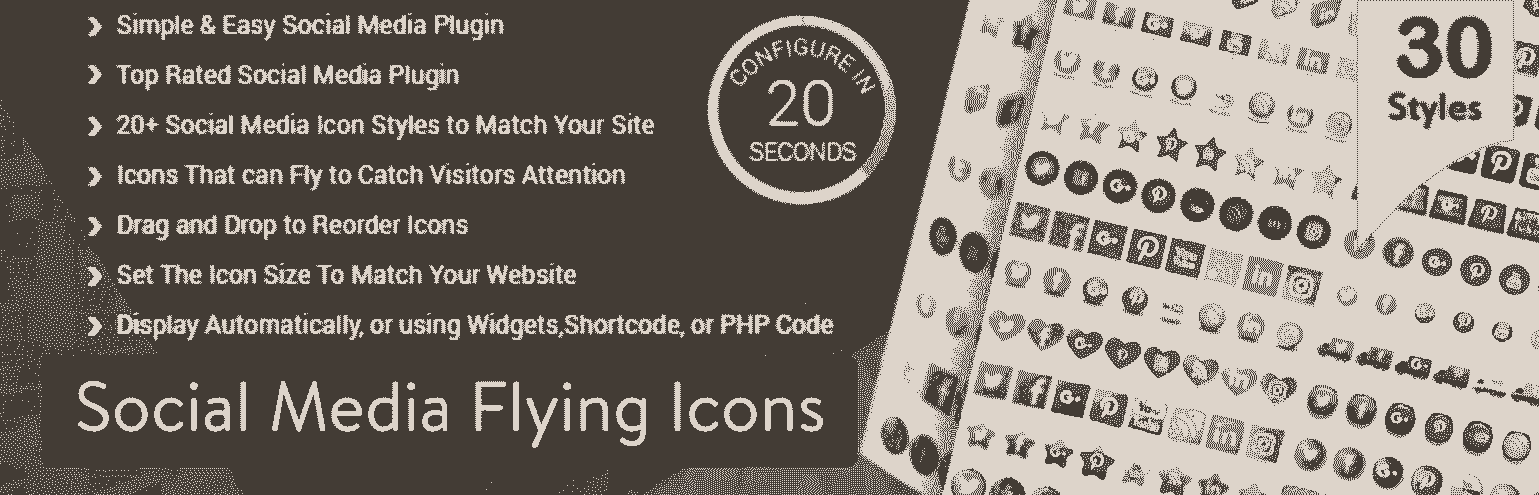 Simple & Easy Social Media Plugin
Top Rated Social Media Plugin
20+ Social Media Icon Styles to Match Your Site
Icons That can Fly to Catch Visitors Attention
Drag and Drop to Reorder Icons
Set The Icon Size To Match Your Website
Display Automatically, or using Widgets,Shortcode, or PHP Code
Social Media Flying Icons
CONFIGURE IN
20
SECONDS
30
Styles